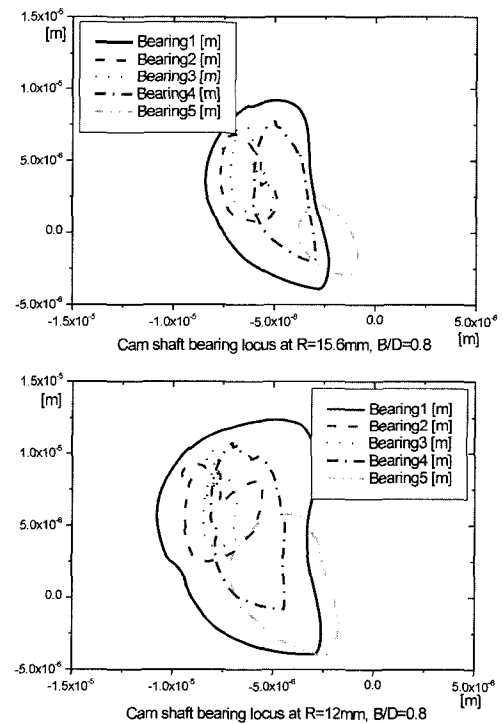 [m]
1.5x10⁻⁵
1.0x10⁻⁵
5.0x10⁻⁶
0.0
-5.0x10⁻⁶
Bearing1 [m]
Bearing2 [m]
Bearing3 [m]
Bearing4 [m]
Bearing5 [m]
-1.5x10⁻⁵ -1.0x10⁻⁵ -5.0x10⁻⁶ 0.0 5.0x10⁻⁶
[m]
Cam shaft bearing locus at R=15.6mm, B/D=0.8
1.5x10⁻⁵
[m]
1.0x10⁻⁵
5.0x10⁻⁶
0.0
-5.0x10⁻⁶
Bearing1 [m]
Bearing2 [m]
Bearing3 [m]
Bearing4 [m]
Bearing5 [m]
-1.5x10⁻⁵ -1.0x10⁻⁵ -5.0x10⁻⁶ 0.0 5.0x10⁻⁶
[m]
Cam shaft bearing locus at R=12mm, B/D=0.8